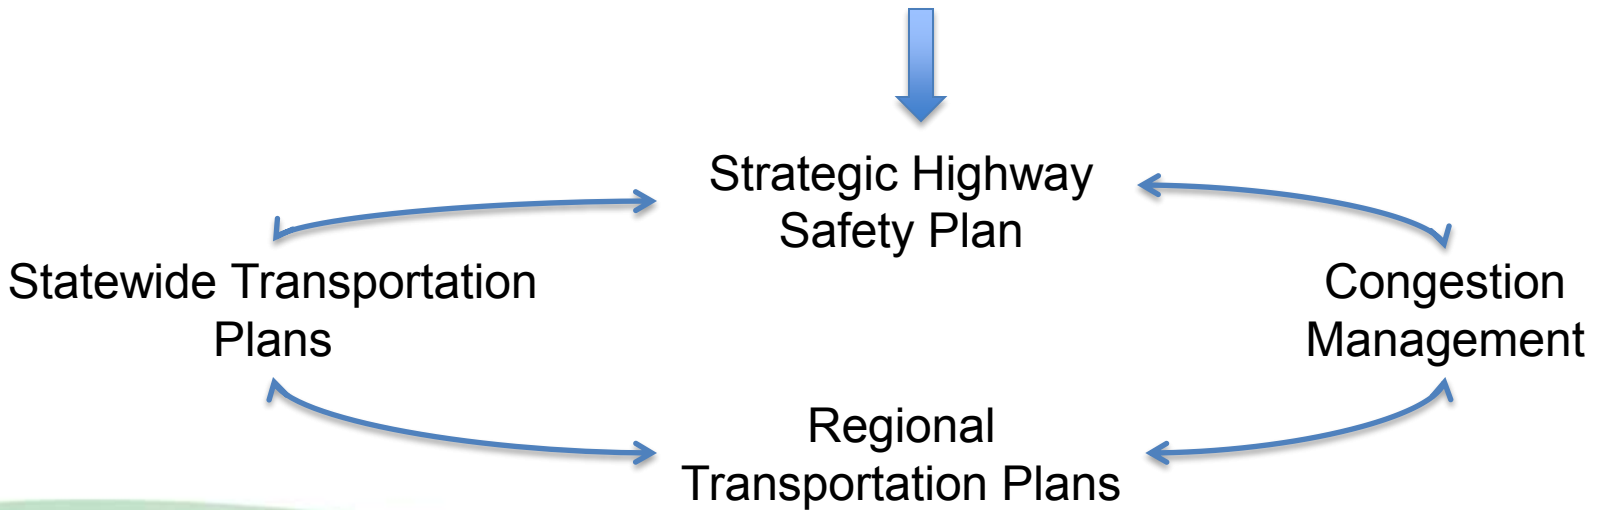 Strategic Highway
Safety Plan
Statewide Transportation
Plans
Congestion
Management
Regional
Transportation Plans